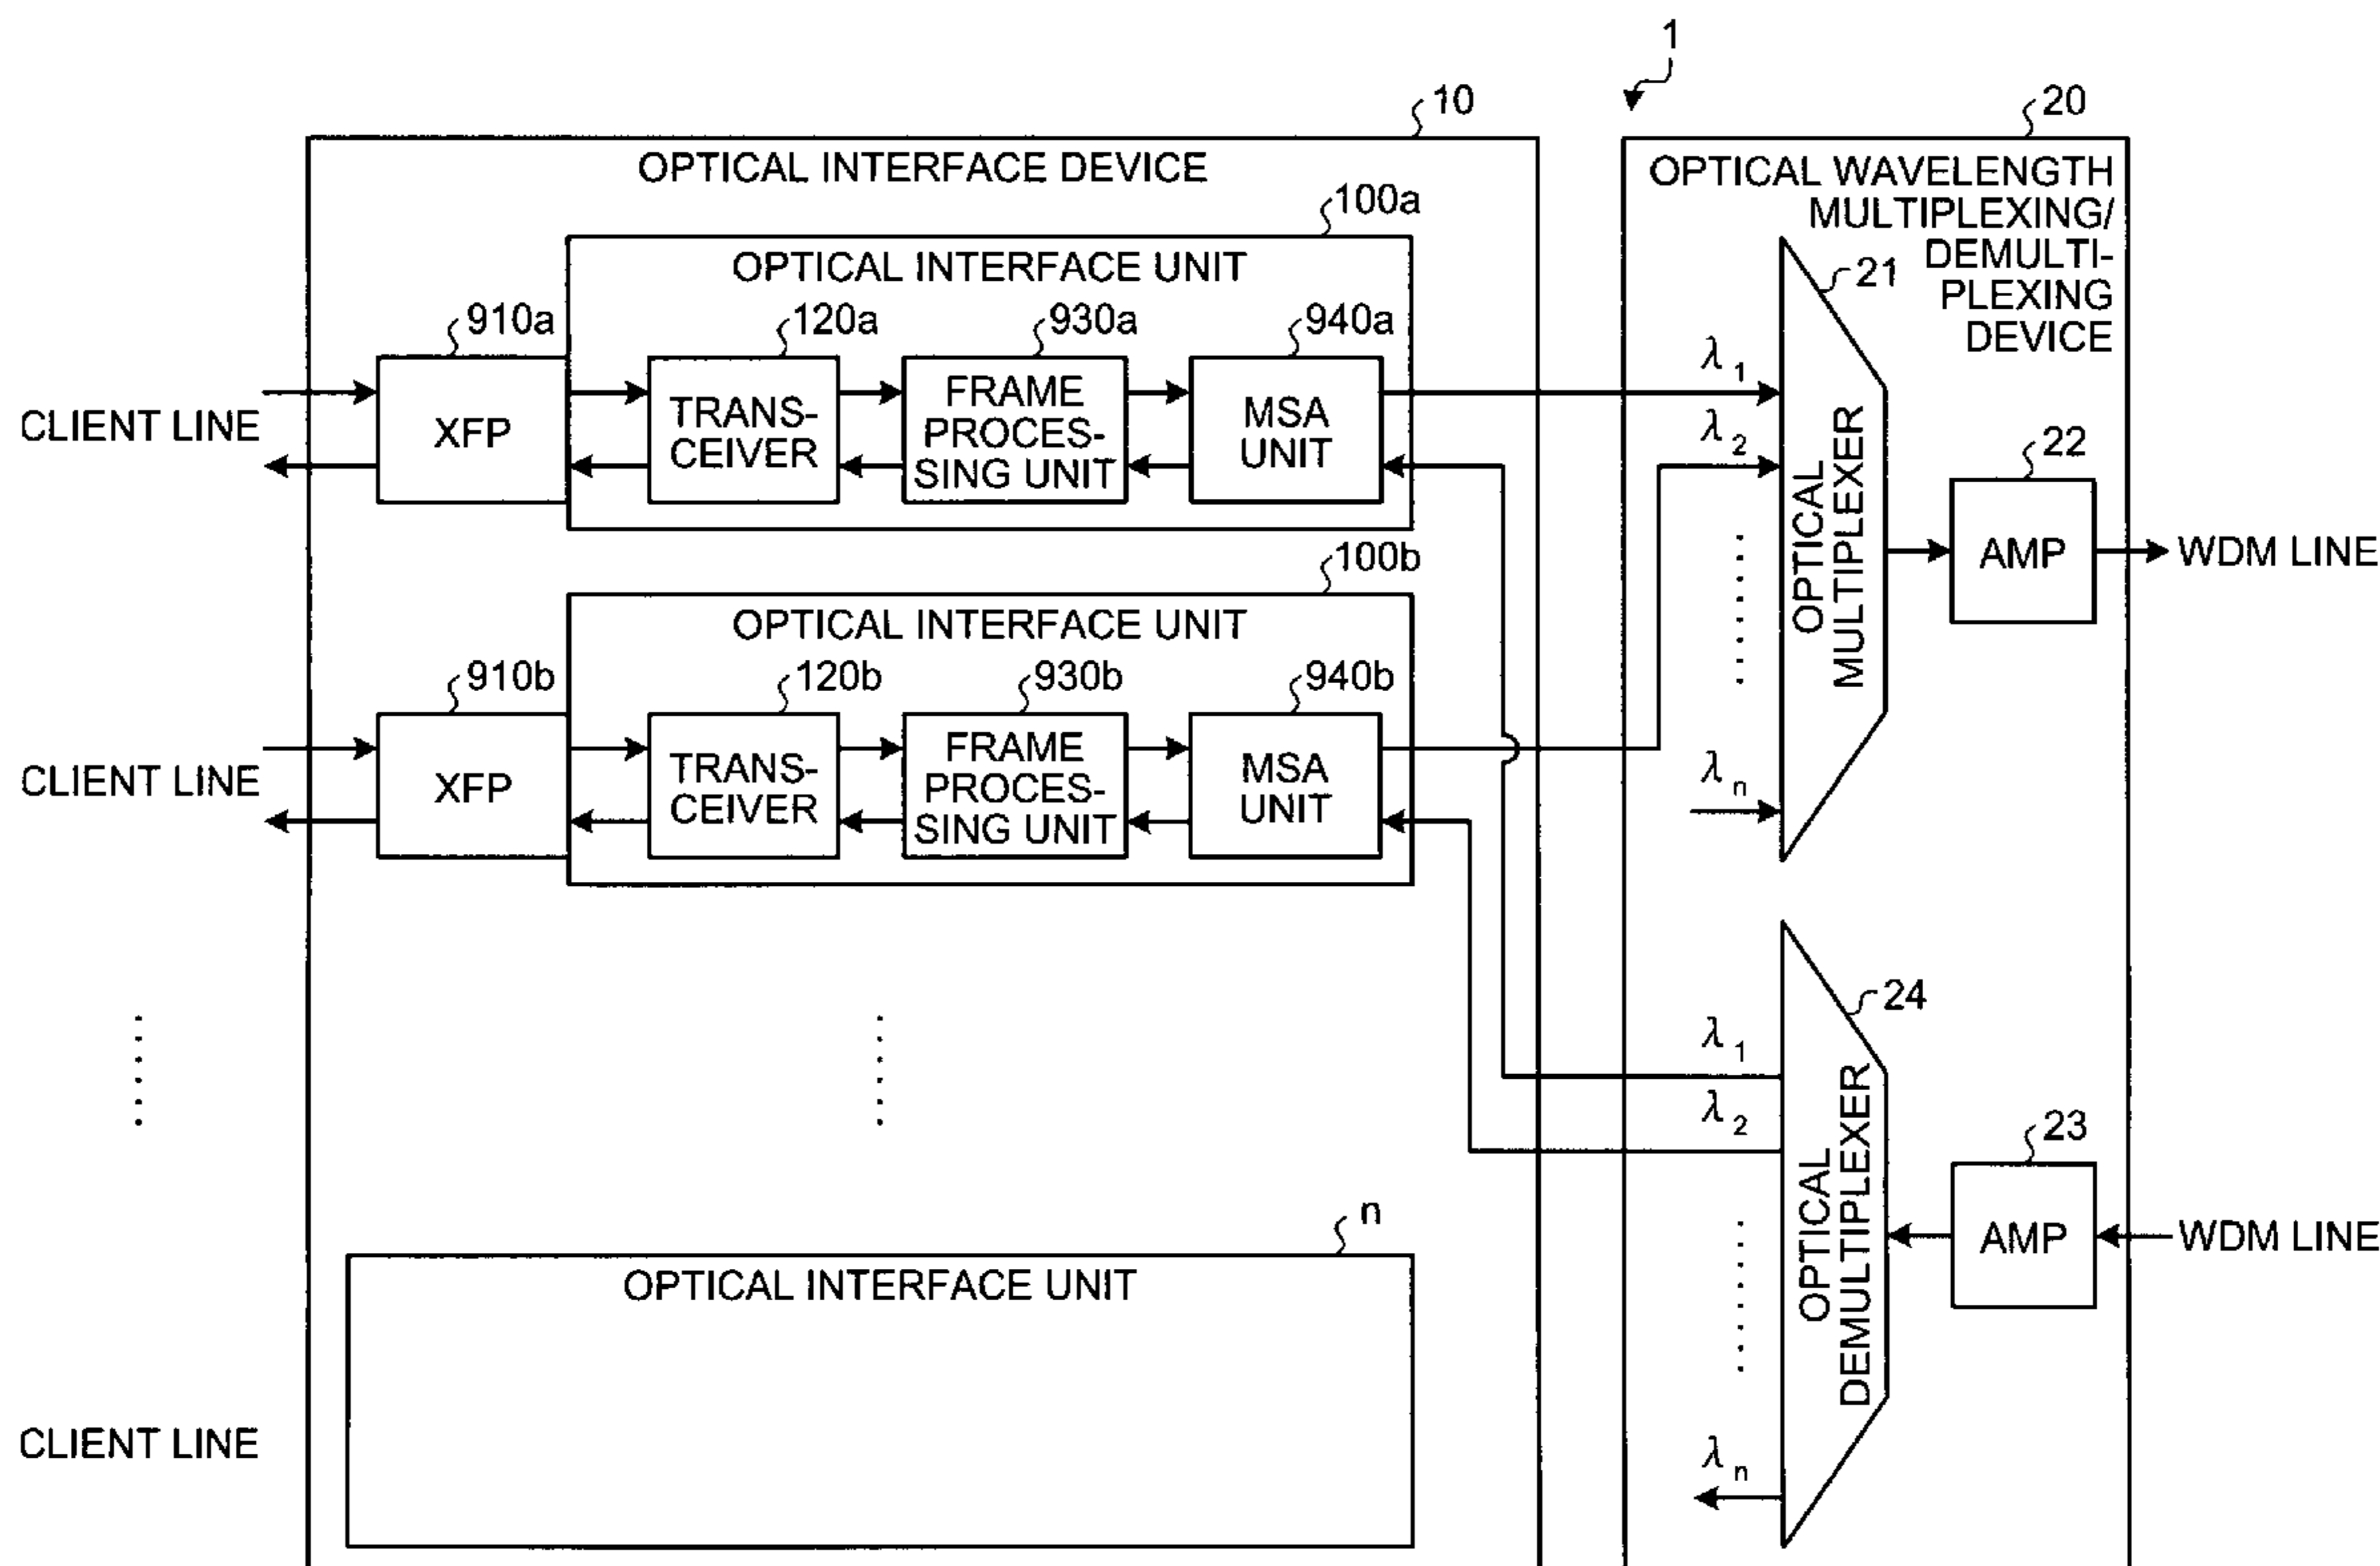 1
10
20
OPTICAL INTERFACE DEVICE
OPTICAL WAVELENGTH
MULTIPLEXING/
DEMULTI-
PLEXING
DEVICE
100a
OPTICAL INTERFACE UNIT
910a
120a
930a
940a
CLIENT LINE
XFP
TRANS-
CEIVER
FRAME
PROCES-
SING UNIT
MSA
UNIT
λ1
λ2
λn
21
OPTICAL
MULTIPLEXER
22
AMP
WDM LINE
100b
OPTICAL INTERFACE UNIT
910b
120b
930b
940b
CLIENT LINE
XFP
TRANS-
CEIVER
FRAME
PROCES-
SING UNIT
MSA
UNIT
24
λ1
λ2
λn
OPTICAL
DEMULTIPLEXER
23
AMP
WDM LINE
n
OPTICAL INTERFACE UNIT
CLIENT LINE